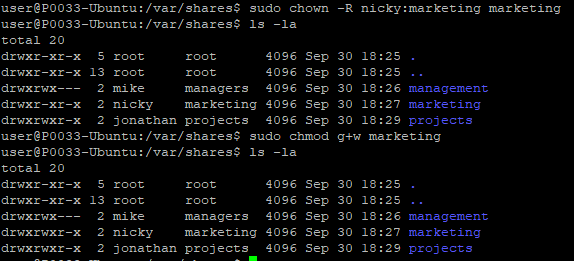 user@P0033-Ubuntu:/var/shares$ sudo chown -R nicky:marketing marketing
user@P0033-Ubuntu:/var/shares$ ls -la
total 20
drwxr-xr-x  5 root     root      4096 Sep 30 18:25 .
drwxr-xr-x 13 root     root      4096 Sep 30 18:25 ..
drwxrwx---  2 mike     managers  4096 Sep 30 18:26 management
drwxr-xr-x  2 nicky    marketing 4096 Sep 30 18:27 marketing
drwxrwxr-x  2 jonathan projects  4096 Sep 30 18:29 projects
user@P0033-Ubuntu:/var/shares$ sudo chmod g+w marketing
user@P0033-Ubuntu:/var/shares$ ls -la
total 20
drwxr-xr-x  5 root     root      4096 Sep 30 18:25 .
drwxr-xr-x 13 root     root      4096 Sep 30 18:25 ..
drwxrwx---  2 mike     managers  4096 Sep 30 18:26 management
drwxrwxr-x  2 nicky    marketing 4096 Sep 30 18:27 marketing
drwxrwxr-x  2 jonathan projects  4096 Sep 30 18:29 projects